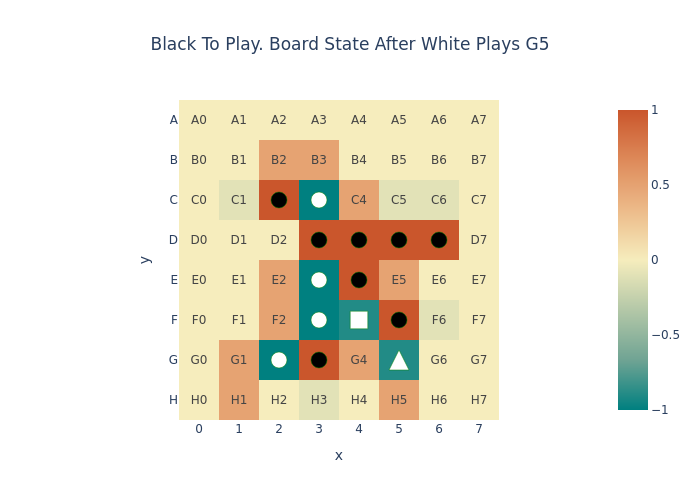 Black To Play. Board State After White Plays G5
A A0 A1 A2 A3 A4 A5 A6 A7
B B0 B1 B2 B3 B4 B5 B6 B7
C C0 C1 C4 C5 C6 C7
D D0 D1 D2 D7
E E0 E1 E2 E5 E6 E7
F F0 F1 F2 F6 F7
G G0 G1 G4 G6 G7
H H0 H1 H2 H3 H4 H5 H6 H7
0 1 2 3 4 5 6 7
x
y
1
0.5
0
−0.5
−1